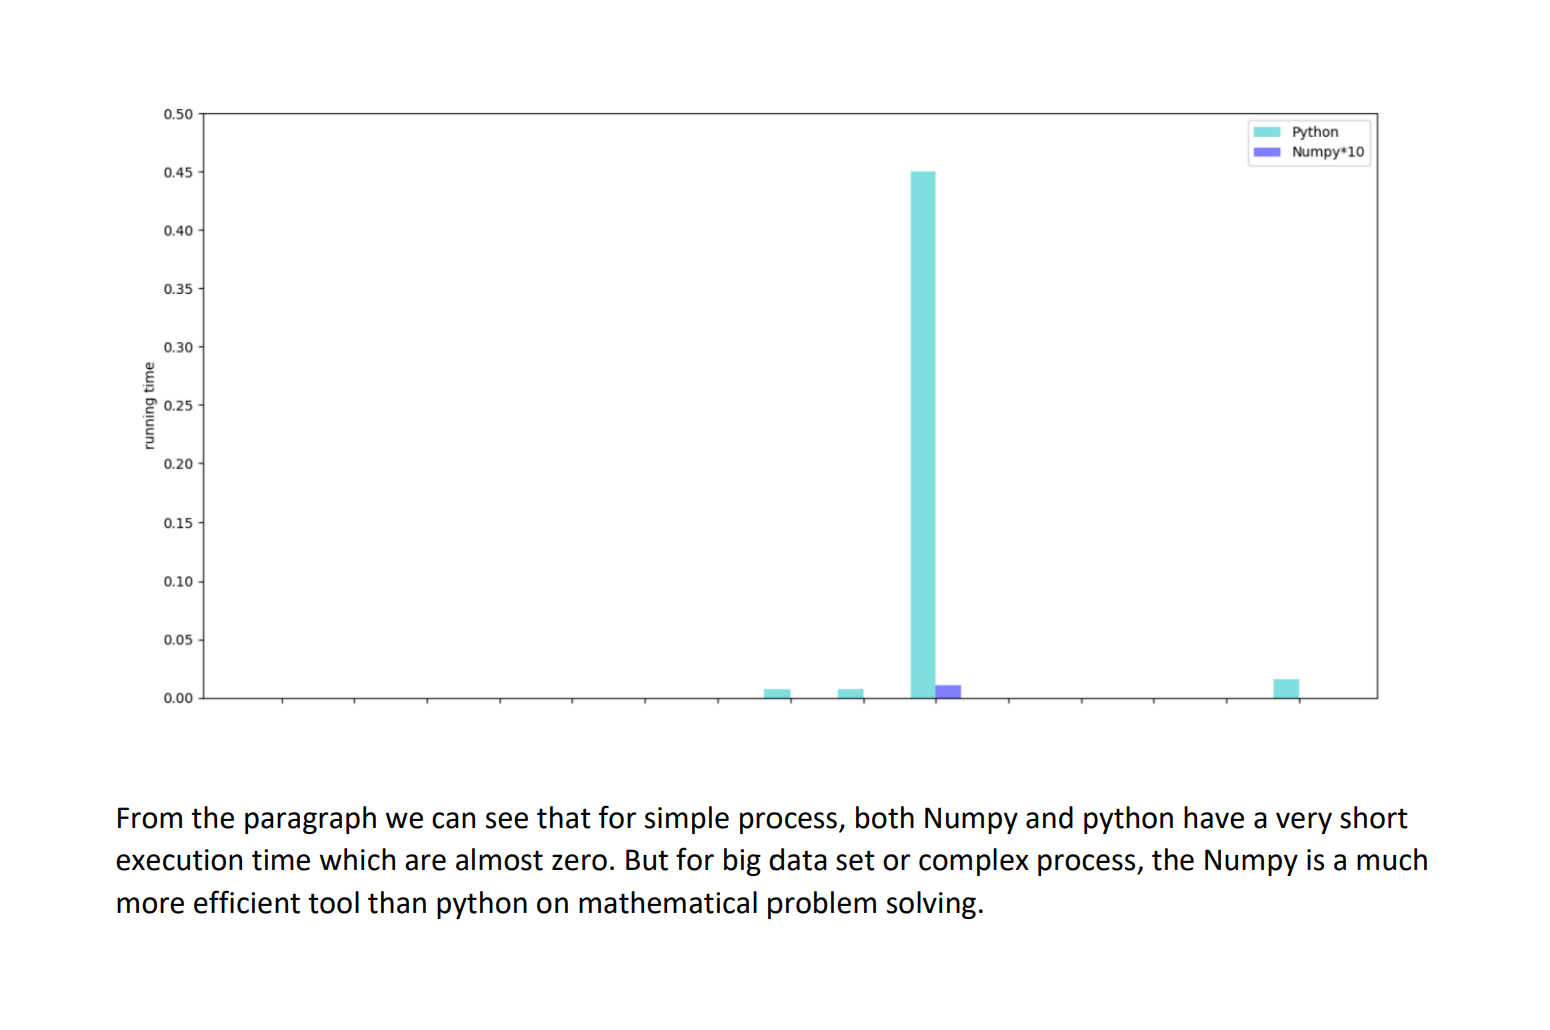 0.50
Python
Numpy*10
0.45
0.40
0.35
0.30
running time
0.25
0.20
0.15
0.10
0.05
0.00
From the paragraph we can see that for simple process, both Numpy and python have a very short
execution time which are almost zero. But for big data set or complex process, the Numpy is a much
more efficient tool than python on mathematical problem solving.